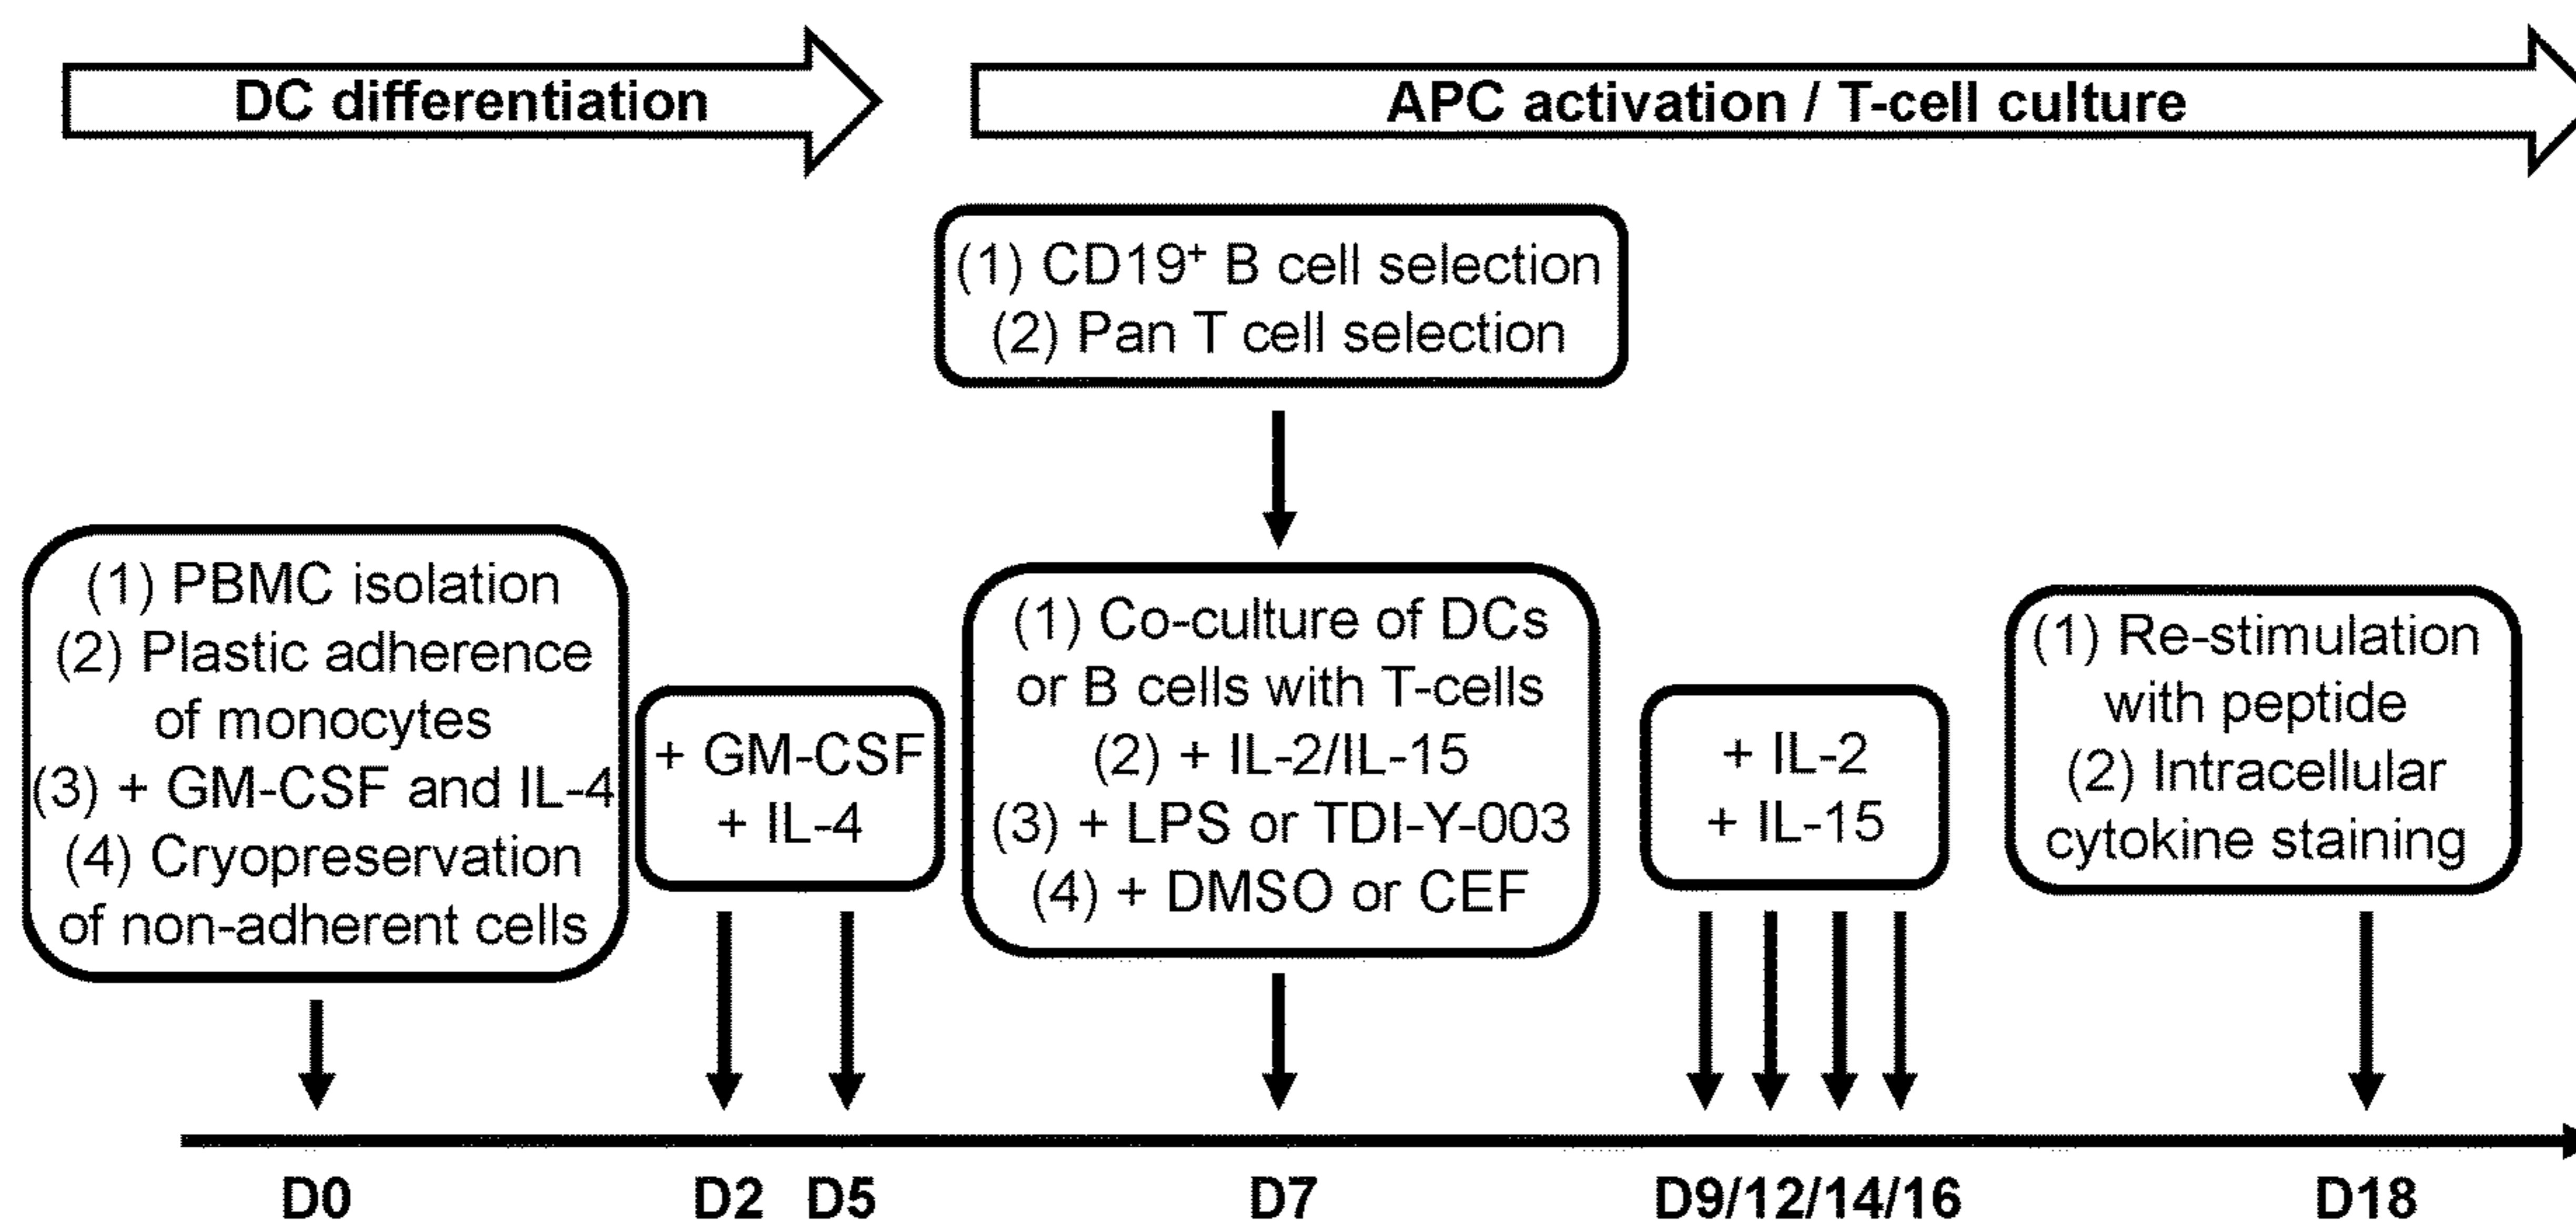 DC differentiation
APC activation / T-cell culture
(1) CD19⁺ B cell selection
(2) Pan T cell selection
(1) PBMC isolation
(2) Plastic adherence
of monocytes
(3) + GM-CSF and IL-4
(4) Cryopreservation
of non-adherent cells
+ GM-CSF
+ IL-4
(1) Co-culture of DCs
or B cells with T-cells
(2) + IL-2/IL-15
(3) + LPS or TDI-Y-003
(4) + DMSO or CEF
+ IL-2
+ IL-15
(1) Re-stimulation
with peptide
(2) Intracellular
cytokine staining
D0
D2
D5
D7
D9/12/14/16
D18